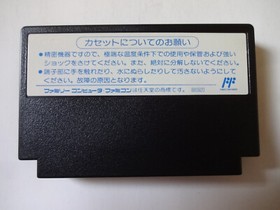 カセットについてのお願い
●精密機器ですので、極端な温度条件下での使用や保管および強い
ショックをさけてください。また、絶対に分解しないでください。
●端子部に手を触れたり、水にぬらしたりして汚さないようにして
ください。故障の原因となります。
ファミリーコンピュータ・ファミコンは任天堂の商標です。